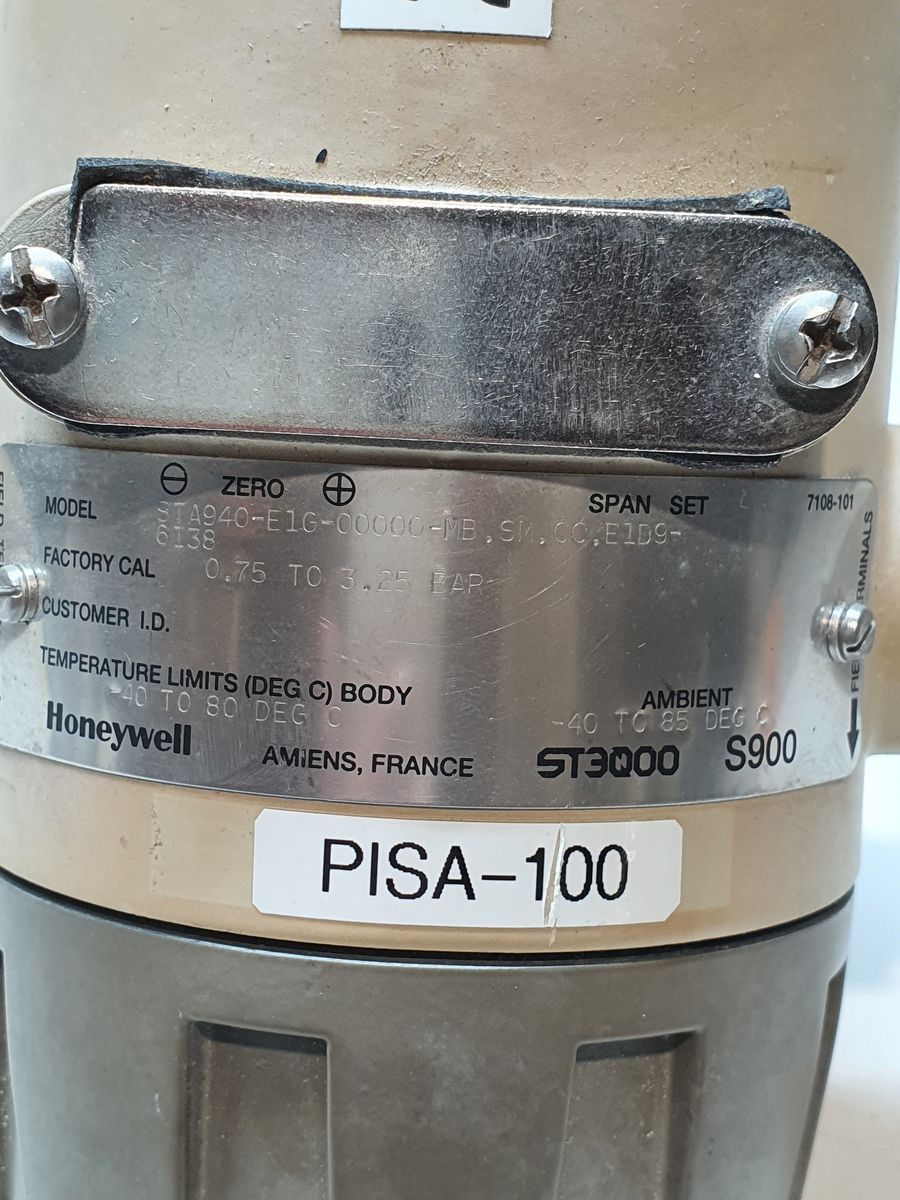 ⊖ ZERO ⊕ SPAN SET 7108-101
MODEL STA940-E1G-00000-MB,SM,CC,E1D9-
6138
FACTORY CAL 0.75 TO 3.25 BAR
CUSTOMER I.D.
TEMPERATURE LIMITS (DEG C) BODY AMBIENT
-40 TO 80 DEG C -40 TO 85 DEG C
Honeywell AMIENS, FRANCE ST3000 S900
PISA-100